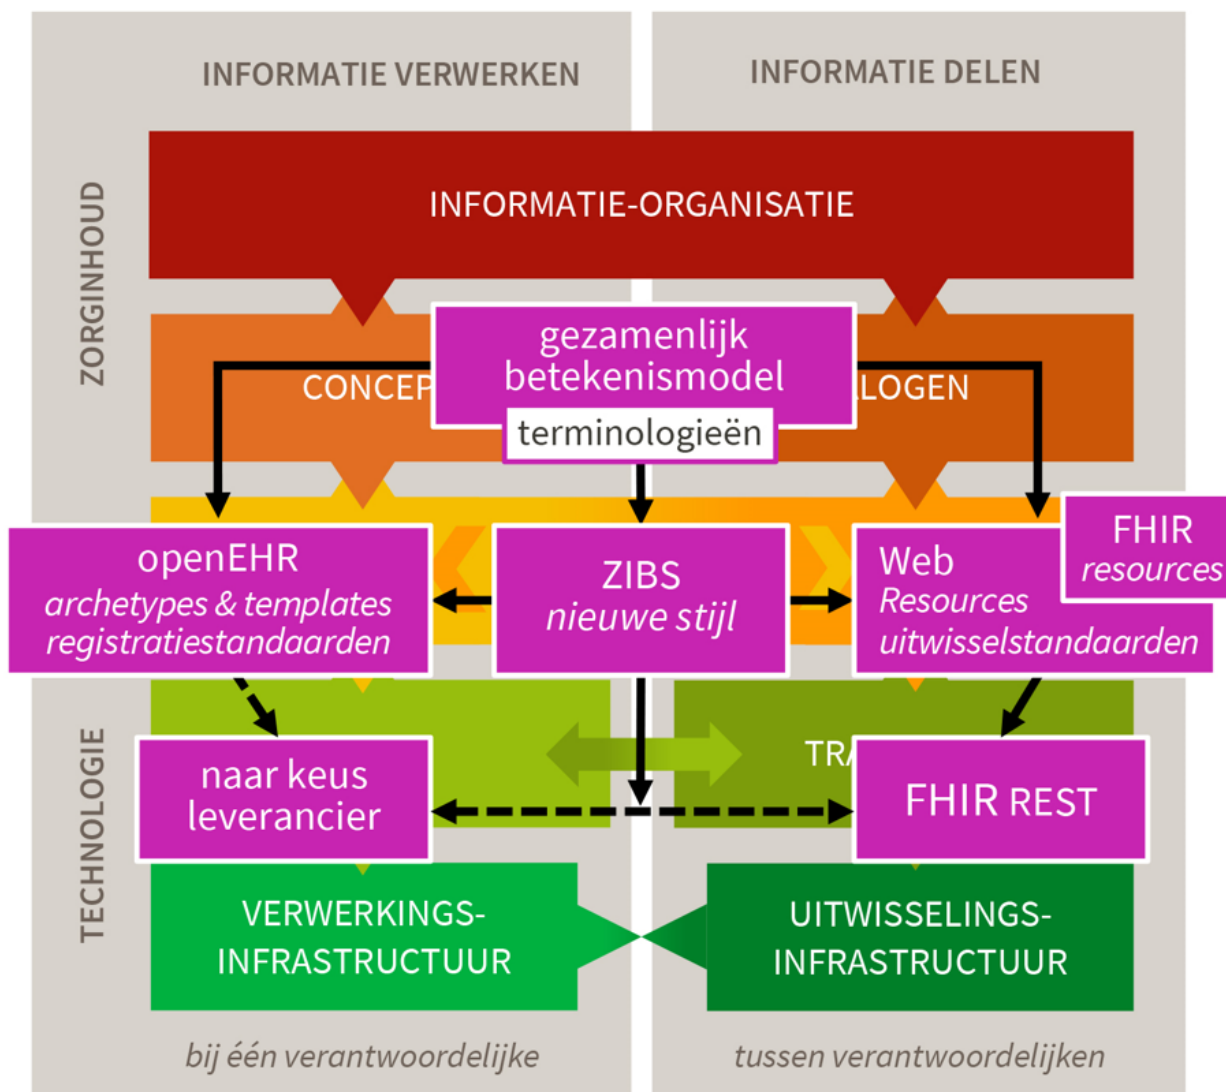 INFORMATIE VERWERKEN
INFORMATIE DELEN
ZORGINHOUD
INFORMATIE-ORGANISATIE
gezamenlijk
betekenismodel
CONCEP
LOGEN
terminologieën
openEHR
archetypes & templates
registratiestandaarden
ZIBS
nieuwe stijl
Web
Resources
uitwisselstandaarden
FHIR
resources
TECHNOLOGIE
naar keus
leverancier
TRA
FHIR REST
VERWERKINGS-
INFRASTRUCTUUR
UITWISSELINGS-
INFRASTRUCTUUR
bij één verantwoordelijke
tussen verantwoordelijken